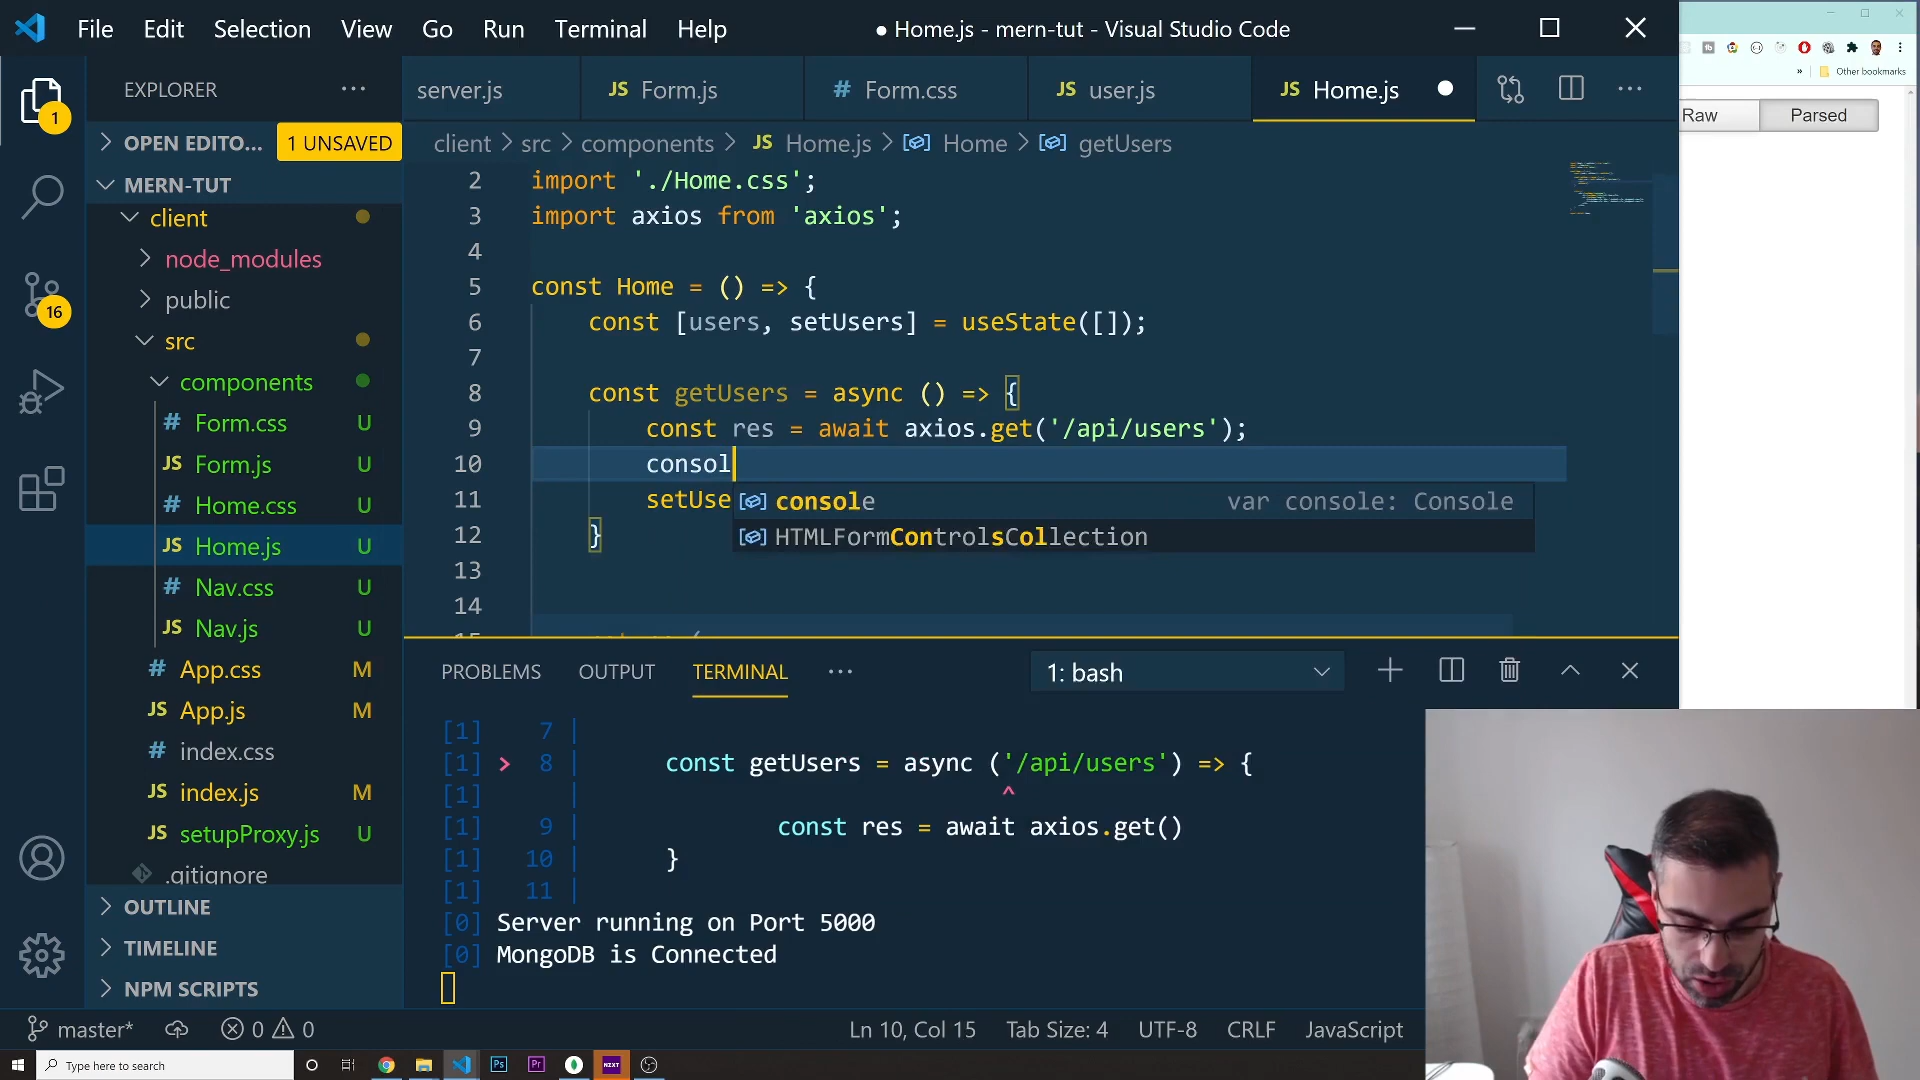 File Edit Selection View Go Run Terminal Help
● Home.js - mern-tut - Visual Studio Code
Other bookmarks
EXPLORER
server.js
JS Form.js
# Form.css
JS user.js
JS Home.js
Raw
Parsed
1
OPEN EDITO...
1 UNSAVED
client > src > components > JS Home.js > Home > getUsers
MERN-TUT
client
node_modules
public
16
src
components
# Form.css U
JS Form.js U
# Home.css U
JS Home.js U
# Nav.css U
JS Nav.js U
# App.css M
JS App.js M
# index.css
JS index.js M
JS setupProxy.js U
.gitignore
OUTLINE
TIMELINE
NPM SCRIPTS
2 import './Home.css';
3 import axios from 'axios';
4
5 const Home = () => {
6 const [users, setUsers] = useState([]);
7
8 const getUsers = async () => {
9 const res = await axios.get('/api/users');
10 consol
11 setUse
console var console: Console
HTMLFormControlsCollection
12 }
13
14
PROBLEMS OUTPUT TERMINAL
1: bash
[1] 7 |
[1] > 8 | const getUsers = async ('/api/users') => {
[1] | ^
[1] 9 const res = await axios.get()
[1] 10 }
[1] 11 |
[0] Server running on Port 5000
[0] MongoDB is Connected
master*
0 0
Ln 10, Col 15
Tab Size: 4
UTF-8
CRLF
JavaScript
Type here to search
Ps
Pr